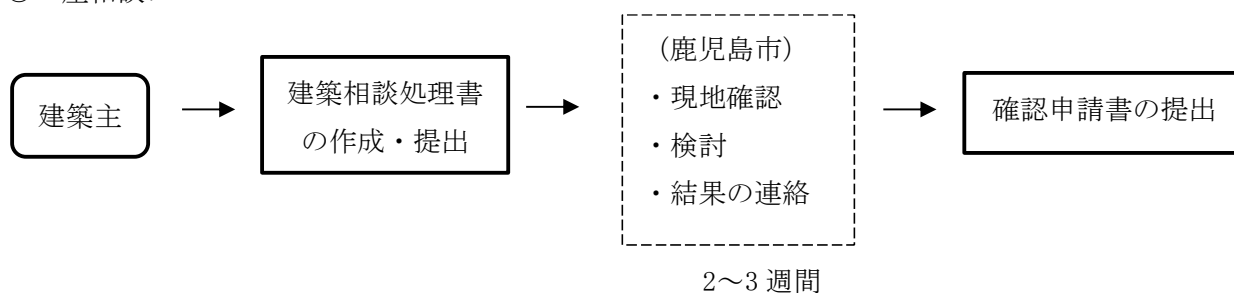 建築主
建築相談処理書
の作成・提出
(鹿児島市)
・現地確認
・検討
・結果の連絡
確認申請書の提出
2～3 週間